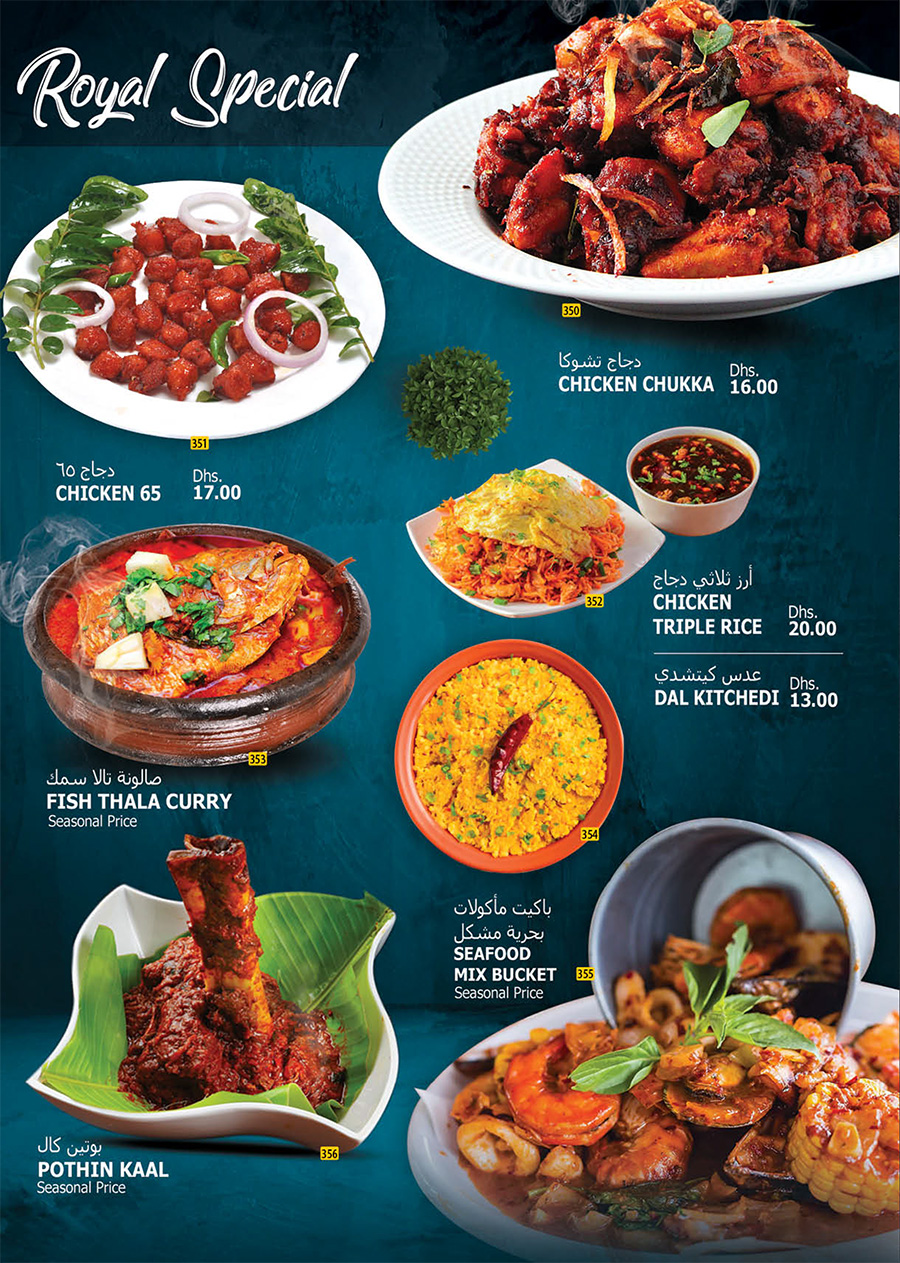 Royal Special
350
دجاج تشوكا
CHICKEN CHUKKA
Dhs.
16.00
351
دجاج ٦٥
CHICKEN 65
Dhs.
17.00
352
أرز ثلاثي دجاج
CHICKEN
TRIPLE RICE
Dhs.
20.00
عدس كيتشدي
DAL KITCHEDI
Dhs.
13.00
353
صالونة تالا سمك
FISH THALA CURRY
Seasonal Price
354
باكيت مأكولات
بحرية مشكل
SEAFOOD
MIX BUCKET
Seasonal Price
355
356
بوتين كال
POTHIN KAAL
Seasonal Price